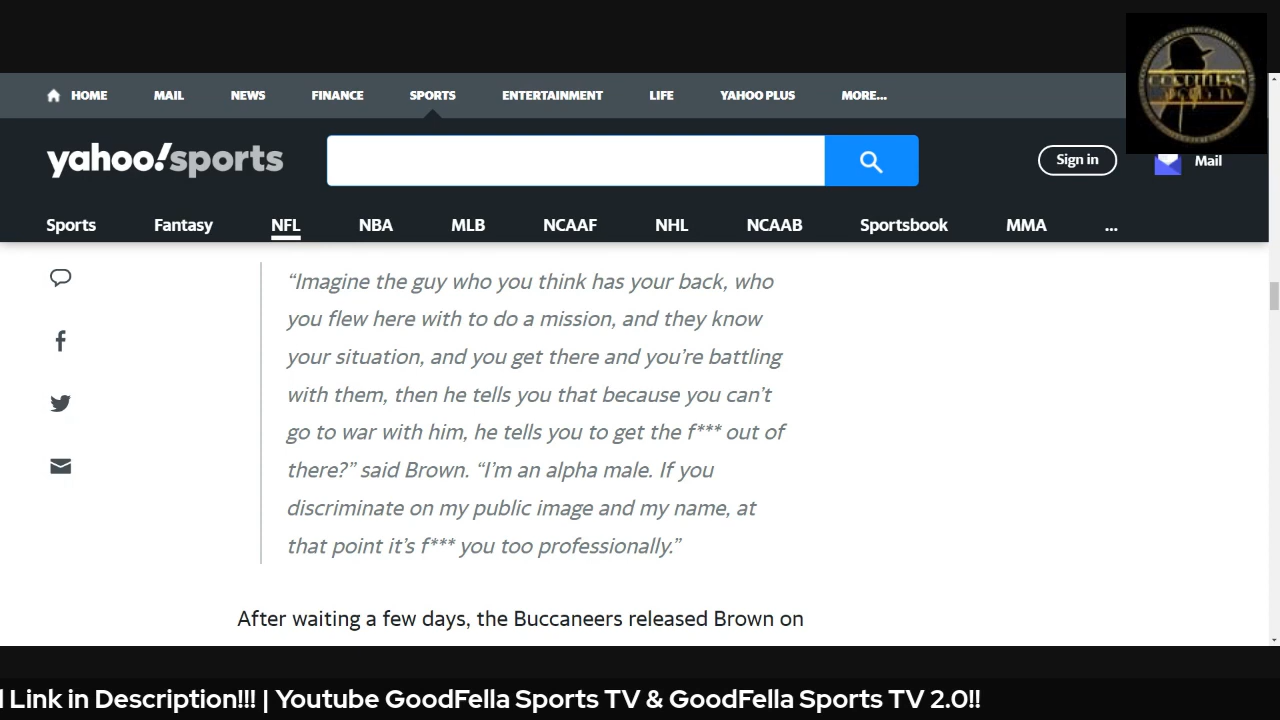 HOME MAIL NEWS FINANCE SPORTS ENTERTAINMENT LIFE YAHOO PLUS MORE...
GOODFELLA'S
SPORTS TV
yahoo!sports
Sign in
Mail
Sports Fantasy NFL NBA MLB NCAAF NHL NCAAB Sportsbook MMA ...
“Imagine the guy who you think has your back, who
you flew here with to do a mission, and they know
your situation, and you get there and you’re battling
with them, then he tells you that because you can’t
go to war with him, he tells you to get the f*** out of
there?” said Brown. “I’m an alpha male. If you
discriminate on my public image and my name, at
that point it’s f*** you too professionally.”
After waiting a few days, the Buccaneers released Brown on
Link in Description!!! | Youtube GoodFella Sports TV & GoodFella Sports TV 2.0!!